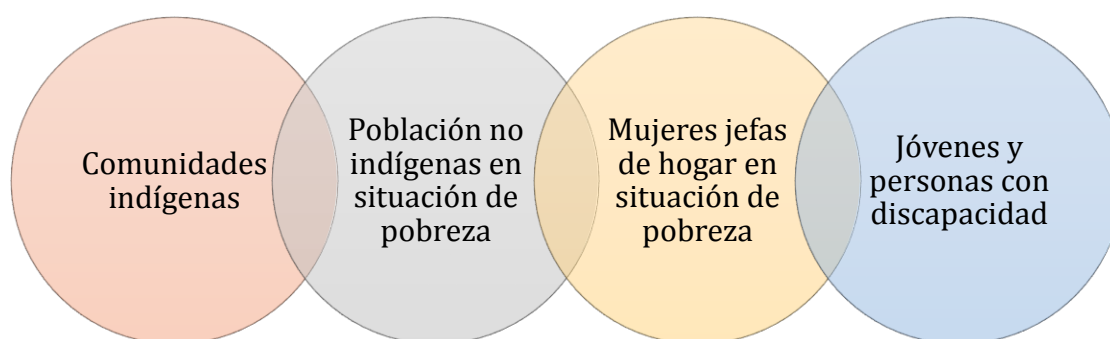 Comunidades
indígenas
Población no
indígenas en
situación de
pobreza
Mujeres jefas
de hogar en
situación de
pobreza
Jóvenes y
personas con
discapacidad